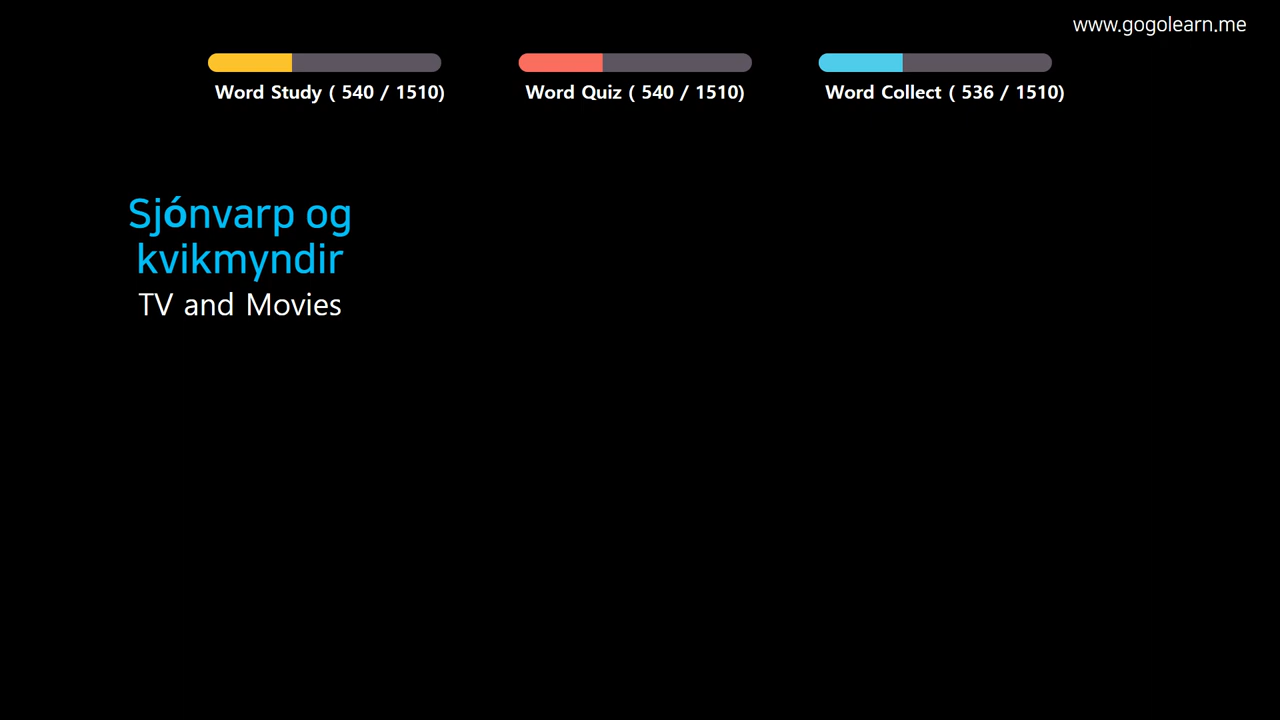 www.gogolearn.me
Word Study ( 540 / 1510)
Word Quiz ( 540 / 1510)
Word Collect ( 536 / 1510)
Sjónvarp og
kvikmyndir
TV and Movies